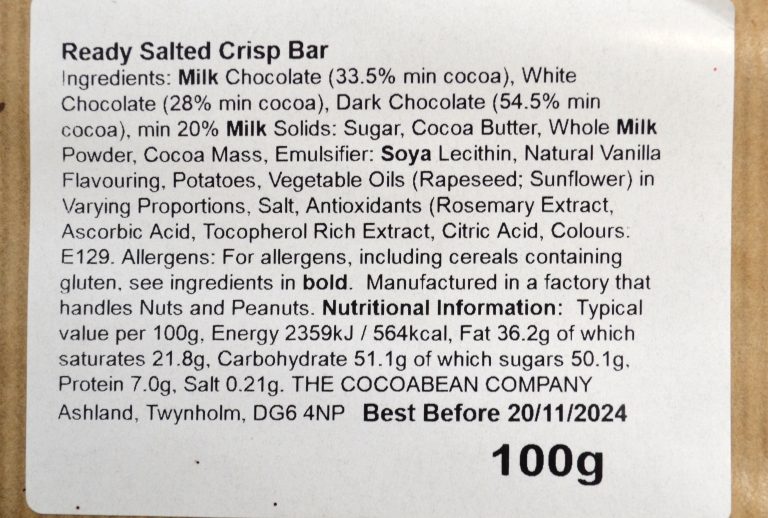 Ready Salted Crisp Bar
Ingredients: Milk Chocolate (33.5% min cocoa), White
Chocolate (28% min cocoa), Dark Chocolate (54.5% min
cocoa), min 20% Milk Solids: Sugar, Cocoa Butter, Whole Milk
Powder, Cocoa Mass, Emulsifier: Soya Lecithin, Natural Vanilla
Flavouring, Potatoes, Vegetable Oils (Rapeseed; Sunflower) in
Varying Proportions, Salt, Antioxidants (Rosemary Extract,
Ascorbic Acid, Tocopherol Rich Extract, Citric Acid, Colours:
E129. Allergens: For allergens, including cereals containing
gluten, see ingredients in bold. Manufactured in a factory that
handles Nuts and Peanuts. Nutritional Information: Typical
value per 100g, Energy 2359kJ / 564kcal, Fat 36.2g of which
saturates 21.8g, Carbohydrate 51.1g of which sugars 50.1g,
Protein 7.0g, Salt 0.21g. THE COCOABEAN COMPANY
Ashland, Twynholm, DG6 4NP Best Before 20/11/2024
100g